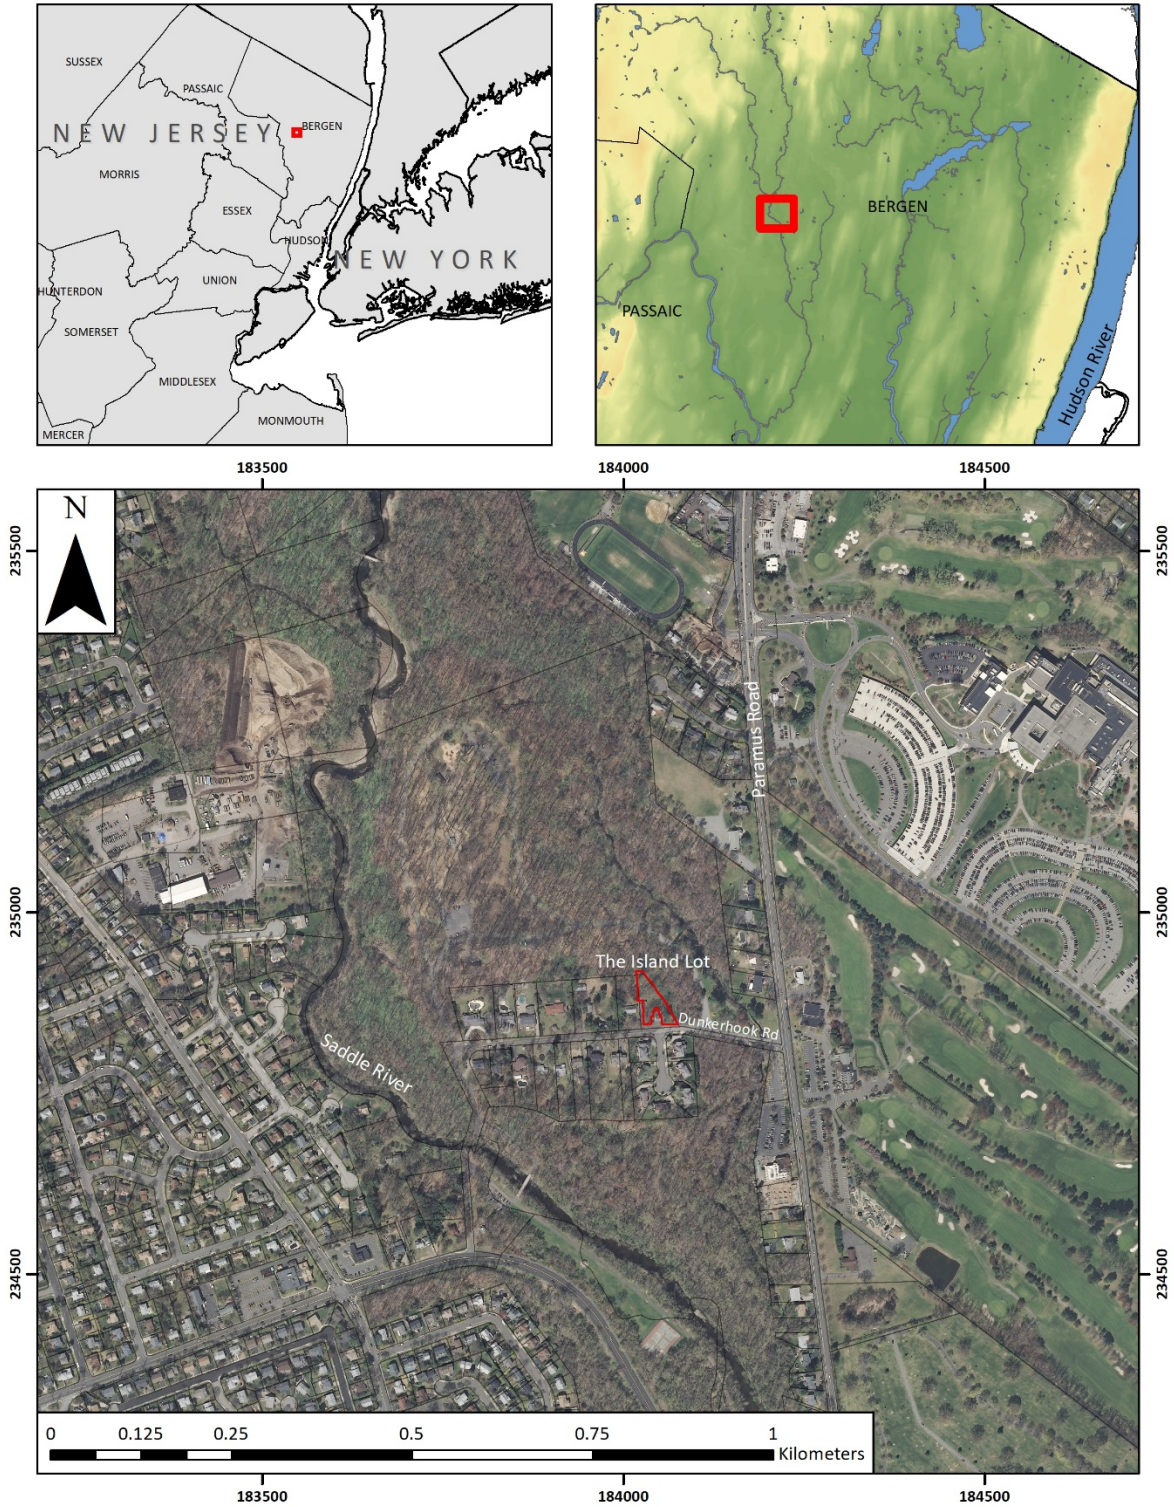 SUSSEX
PASSAIC
NEW JERSEY
BERGEN
MORRIS
ESSEX
HUDSON
NEW YORK
UNION
HUNTERDON
SOMERSET
MIDDLESEX
MONMOUTH
MERCER
BERGEN
PASSAIC
Hudson River
183500 184000 184500
N
235500
235500
Paramus Road
235000
235000
The Island Lot
Dunkerhook Rd
Saddle River
234500
234500
0 0.125 0.25 0.5 0.75 1
Kilometers
183500 184000 184500